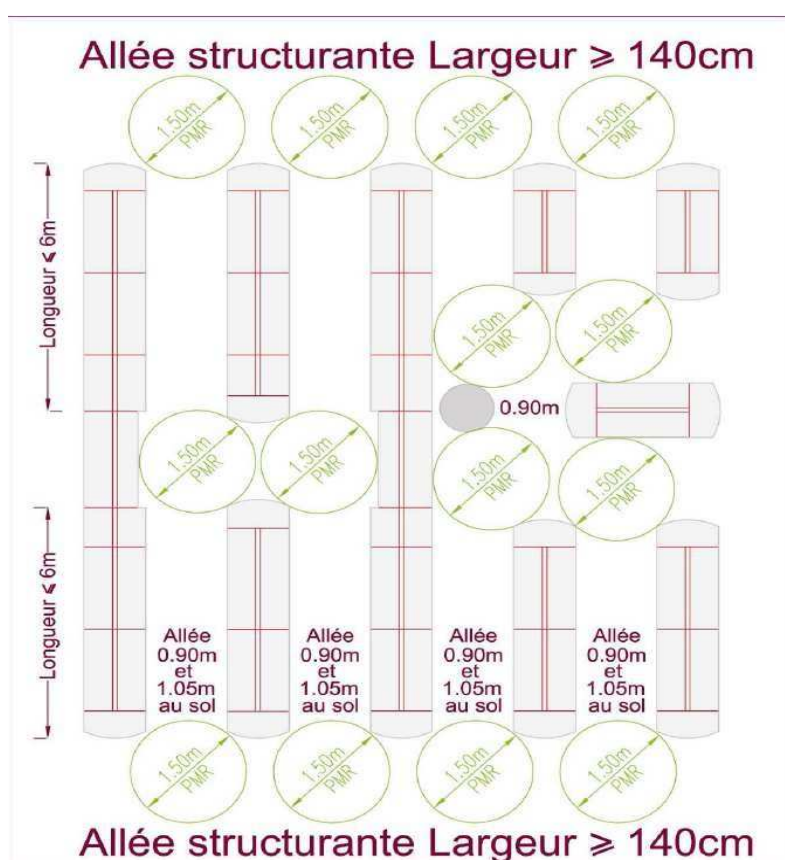 Allée structurante Largeur ⩾ 140cm
1.50m PMR
1.50m PMR
1.50m PMR
1.50m PMR
Longueur ⩽ 6m
1.50m PMR
1.50m PMR
0.90m
1.50m PMR
1.50m PMR
1.50m PMR
1.50m PMR
Longueur ⩽ 6m
Allée
0.90m
et
1.05m
au sol
Allée
0.90m
et
1.05m
au sol
Allée
0.90m
et
1.05m
au sol
Allée
0.90m
et
1.05m
au sol
1.50m PMR
1.50m PMR
1.50m PMR
1.50m PMR
Allée structurante Largeur ⩾ 140cm